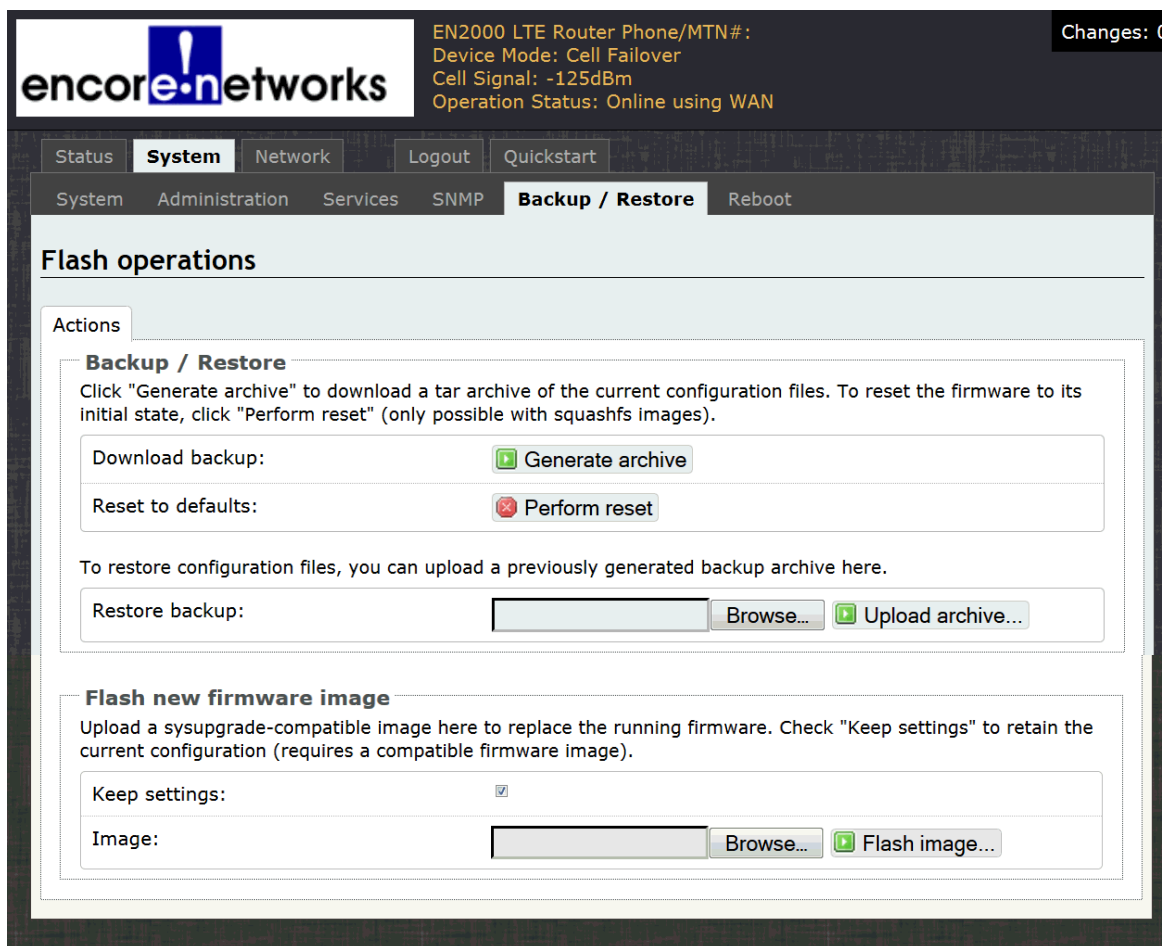 encore!networks
EN2000 LTE Router Phone/MTN#:
Device Mode: Cell Failover
Cell Signal: -125dBm
Operation Status: Online using WAN
Changes: 0
Status System Network Logout Quickstart
System Administration Services SNMP Backup / Restore Reboot
Flash operations
Actions
Backup / Restore
Click "Generate archive" to download a tar archive of the current configuration files. To reset the firmware to its
initial state, click "Perform reset" (only possible with squashfs images).
Download backup: Generate archive
Reset to defaults: Perform reset
To restore configuration files, you can upload a previously generated backup archive here.
Restore backup: Browse... Upload archive...
Flash new firmware image
Upload a sysupgrade-compatible image here to replace the running firmware. Check "Keep settings" to retain the
current configuration (requires a compatible firmware image).
Keep settings:
Image: Browse... Flash image...